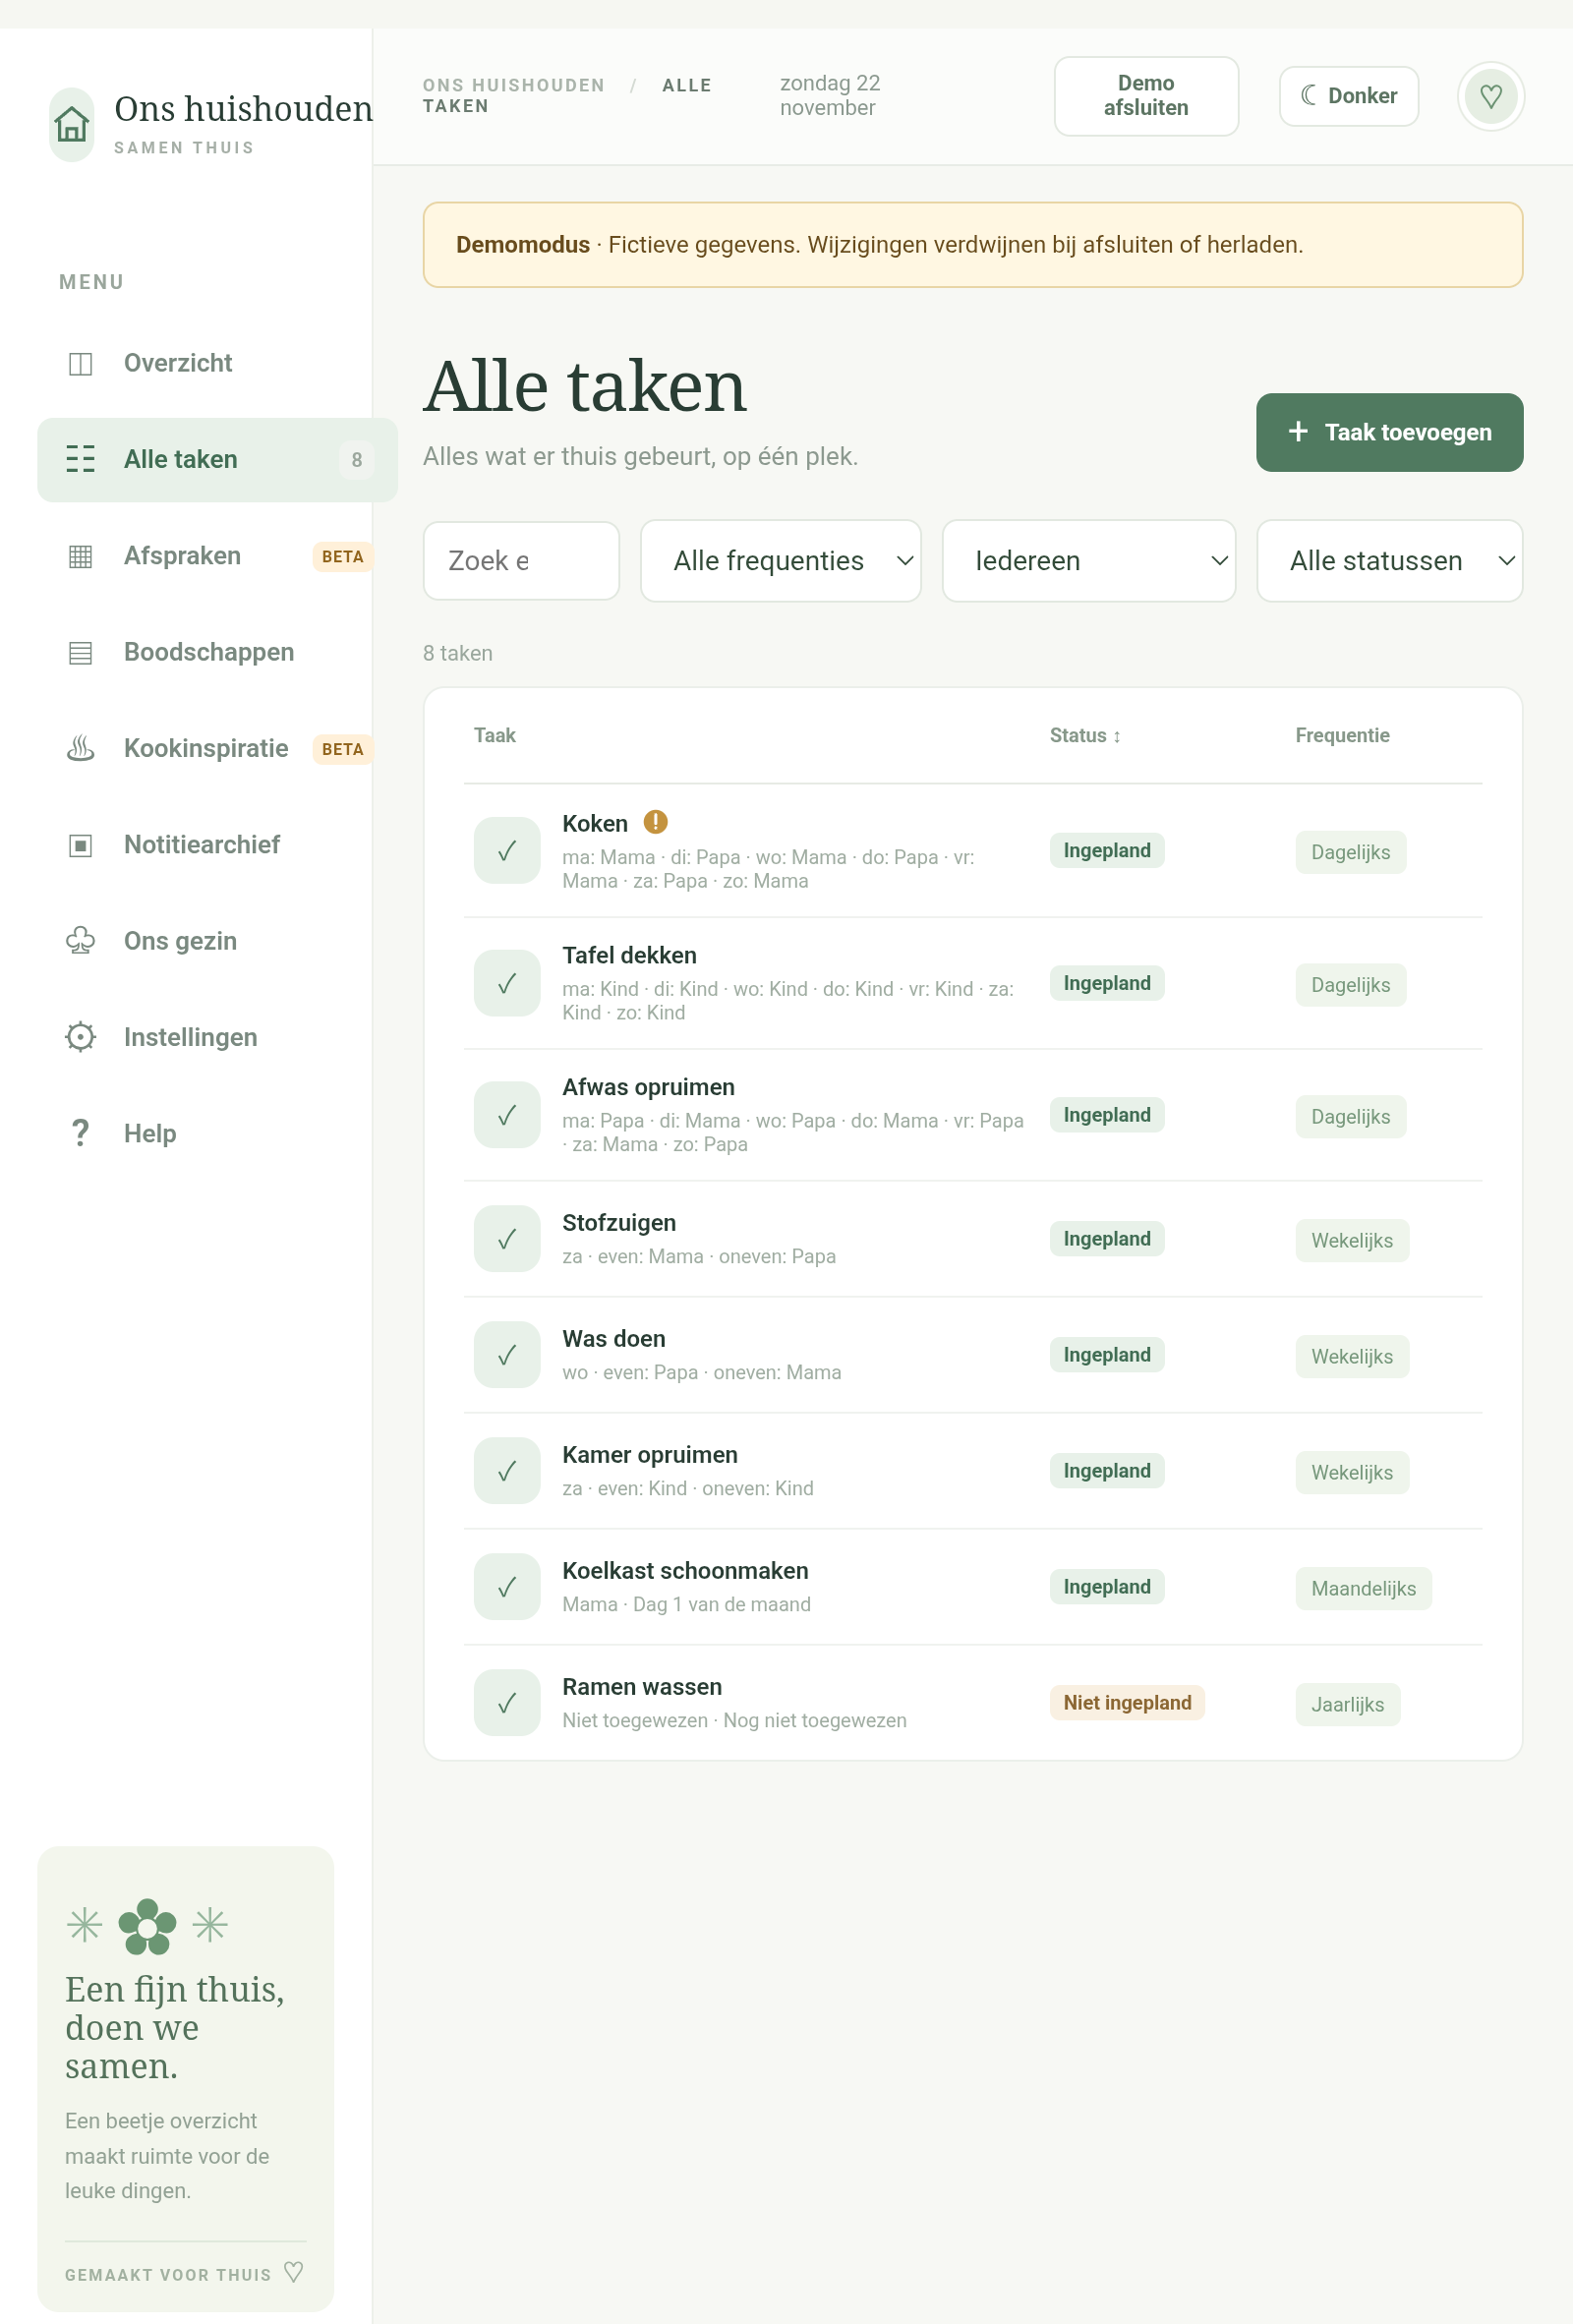 Ons huishouden
SAMEN THUIS
MENU
Overzicht
Alle taken 8
Afspraken BETA
Boodschappen
Kookinspiratie BETA
Notitiearchief
Ons gezin
Instellingen
? Help
Een fijn thuis,
doen we
samen.
Een beetje overzicht
maakt ruimte voor de
leuke dingen.
GEMAAKT VOOR THUIS ♡
ONS HUISHOUDEN / ALLE
TAKEN
zondag 22
november
Demo
afsluiten
☾ Donker
♡
Demomodus · Fictieve gegevens. Wijzigingen verdwijnen bij afsluiten of herladen.
Alle taken
Alles wat er thuis gebeurt, op één plek.
+ Taak toevoegen
Zoek e
Alle frequenties
Iedereen
Alle statussen
8 taken
Taak Status ↕ Frequentie
✓ Koken ! Ingepland Dagelijks
ma: Mama · di: Papa · wo: Mama · do: Papa · vr:
Mama · za: Papa · zo: Mama
✓ Tafel dekken Ingepland Dagelijks
ma: Kind · di: Kind · wo: Kind · do: Kind · vr: Kind · za:
Kind · zo: Kind
✓ Afwas opruimen Ingepland Dagelijks
ma: Papa · di: Mama · wo: Papa · do: Mama · vr: Papa
· za: Mama · zo: Papa
✓ Stofzuigen Ingepland Wekelijks
za · even: Mama · oneven: Papa
✓ Was doen Ingepland Wekelijks
wo · even: Papa · oneven: Mama
✓ Kamer opruimen Ingepland Wekelijks
za · even: Kind · oneven: Kind
✓ Koelkast schoonmaken Ingepland Maandelijks
Mama · Dag 1 van de maand
✓ Ramen wassen Niet ingepland Jaarlijks
Niet toegewezen · Nog niet toegewezen